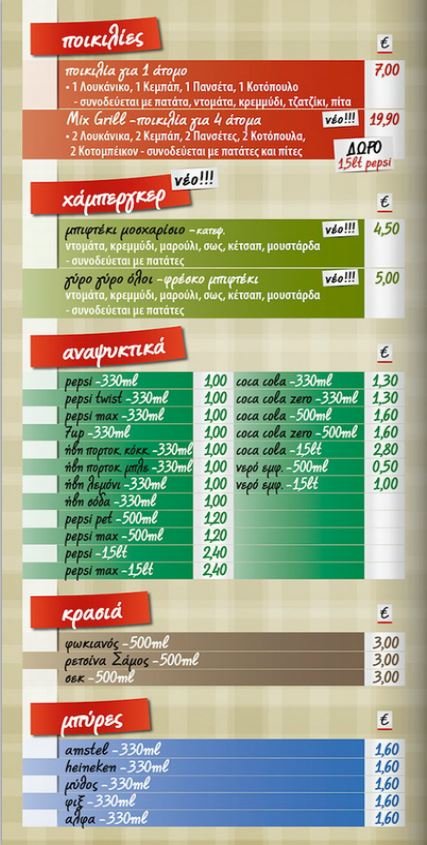 ποικιλίες €
ποικιλία για 1 άτομο 7,00
• 1 Λουκάνικο, 1 Κεμπάπ, 1 Πανσέτα, 1 Κοτόπουλο
- συνοδεύεται με πατάτα, ντομάτα, κρεμμύδι, τζατζίκι, πίτα
Mix Grill - ποικιλία για 4 άτομα νέο!!! 19,90
• 2 Λουκάνικα, 2 Κεμπάπ, 2 Πανσέτες, 2 Κοτόπουλα,
2 Κοτομπέικον - συνοδεύεται με πατάτες και πίτες
ΔΩΡΟ
1,5lt pepsi
χάμπεργκερ νέο!!! €
μπιφτέκι μοσχαρίσιο - κατεψ. νέο!!! 4,50
ντομάτα, κρεμμύδι, μαρούλι, σως, κέτσαπ, μουστάρδα
- συνοδεύεται με πατάτες
γύρο γύρο όλοι - φρέσκο μπιφτέκι νέο!!! 5,00
ντομάτα, κρεμμύδι, μαρούλι, σως, κέτσαπ, μουστάρδα
- συνοδεύεται με πατάτες
αναψυκτικά €
pepsi -330ml 1,00 coca cola -330ml 1,30
pepsi twist -330ml 1,00 coca cola zero -330ml 1,30
pepsi max -330ml 1,00 coca cola -500ml 1,60
7up -330ml 1,00 coca cola zero -500ml 1,60
ήβη πορτοκ. κόκκ. -330ml 1,00 coca cola -1,5lt 2,80
ήβη πορτοκ. μπλε -330ml 1,00 νερό εμφ. -500ml 0,50
ήβη λεμόνι -330ml 1,00 νερό εμφ. -1,5lt 1,00
ήβη σόδα -330ml 1,00
pepsi pet -500ml 1,20
pepsi max -500ml 1,20
pepsi -1,5lt 2,40
pepsi max -1,5lt 2,40
κρασιά €
φωκιανός -500ml 3,00
ρετσίνα Σάμος -500ml 3,00
σεκ -500ml 3,00
μπύρες €
amstel -330ml 1,60
heineken -330ml 1,60
μύθος -330ml 1,60
φιξ -330ml 1,60
άλφα -330ml 1,60